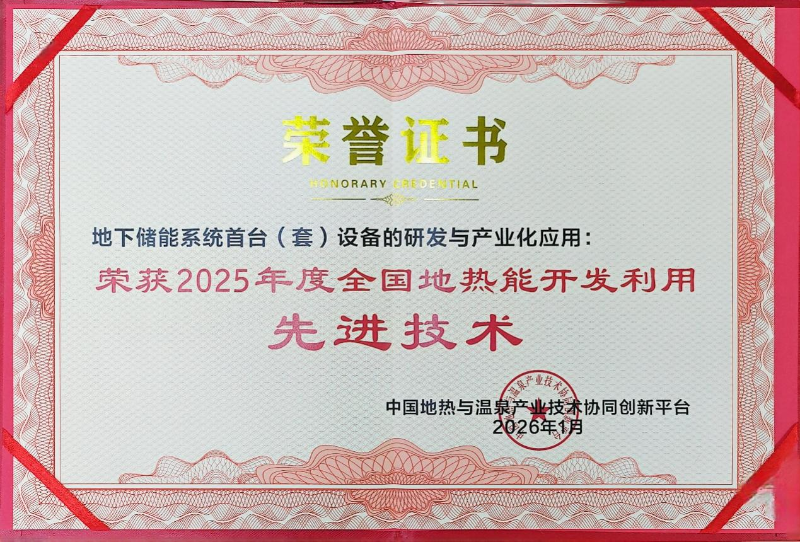 荣誉证书
HONORARY CREDENTIAL
地下储能系统首台（套）设备的研发与产业化应用：
荣获2025年度全国地热能开发利用
先进技术
中国地热与温泉产业技术协同创新平台
2026年1月